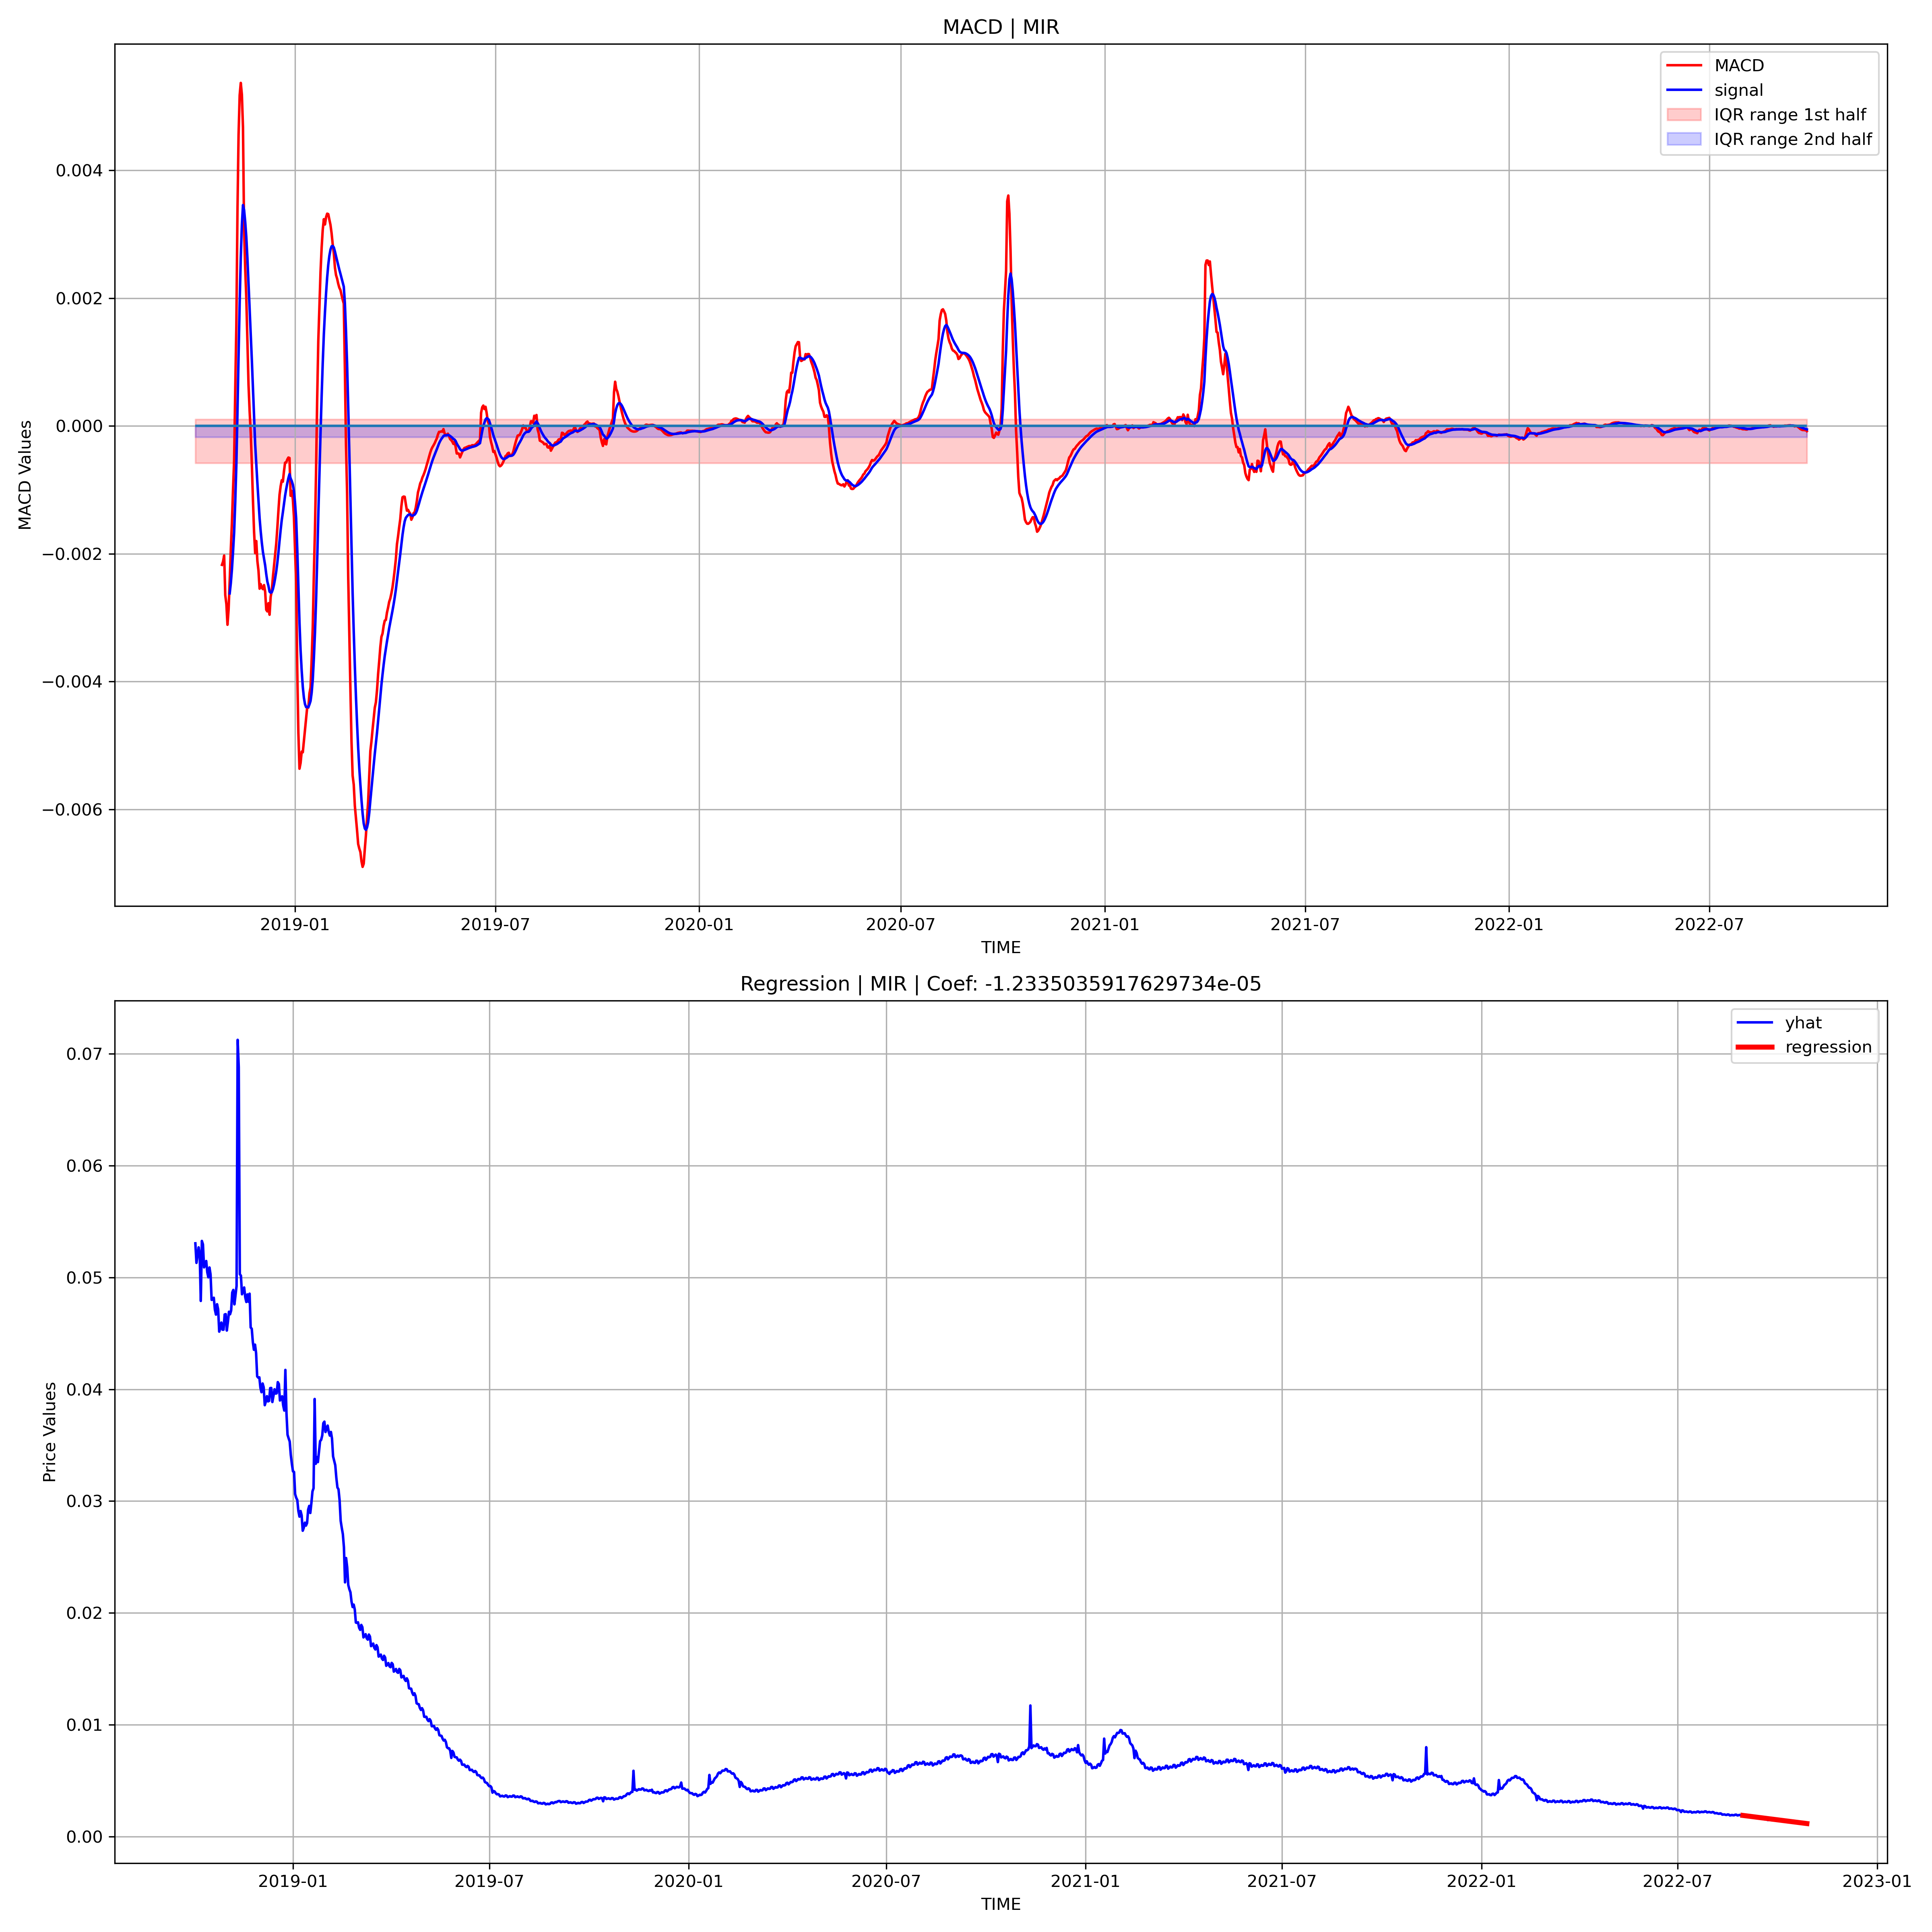 MACD | MIR
MACD
signal
IQR range 1st half
IQR range 2nd half
MACD Values
0.004
0.002
0.000
−0.002
−0.004
−0.006
2019-01 2019-07 2020-01 2020-07 2021-01 2021-07 2022-01 2022-07
TIME
Regression | MIR | Coef: -1.2335035917629734e-05
yhat
regression
Price Values
0.07
0.06
0.05
0.04
0.03
0.02
0.01
0.00
2019-01 2019-07 2020-01 2020-07 2021-01 2021-07 2022-01 2022-07 2023-01
TIME